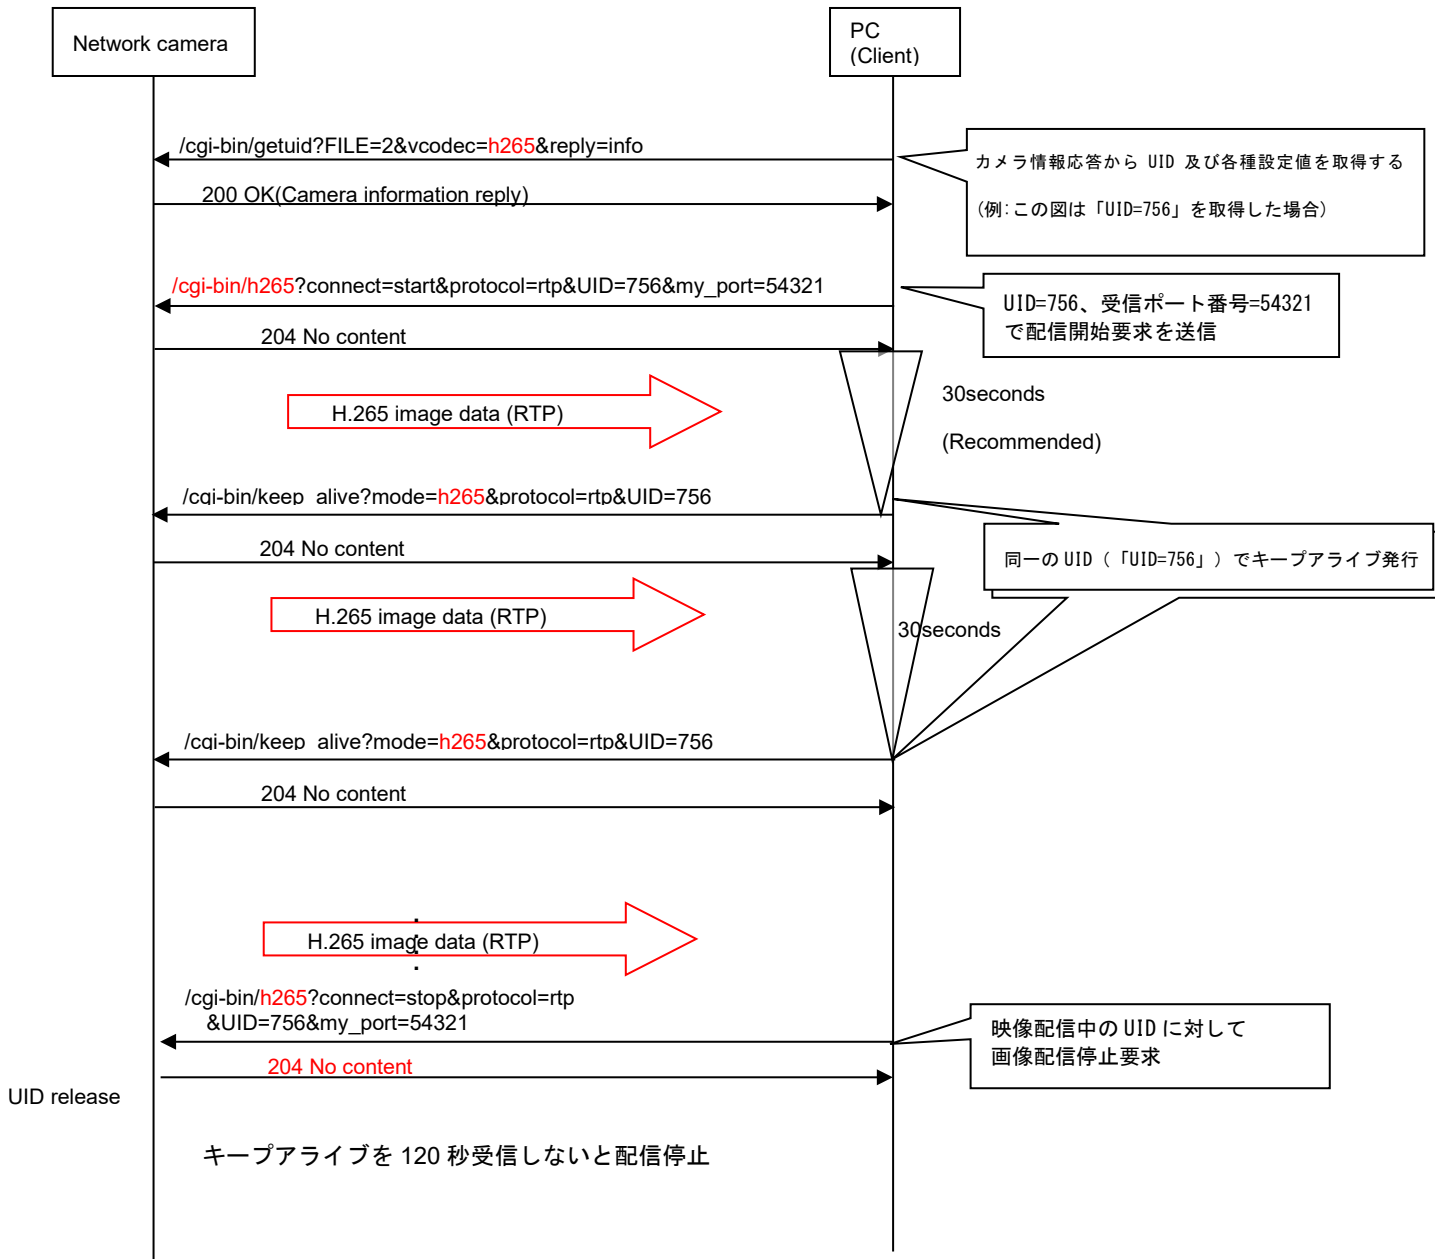 Network camera
PC
(Client)
/cgi-bin/getuid?FILE=2&vcodec=h265&reply=info
カメラ情報応答から UID 及び各種設定値を取得する
200 OK(Camera information reply)
(例:この図は「UID=756」を取得した場合)
/cgi-bin/h265?connect=start&protocol=rtp&UID=756&my_port=54321
UID=756、受信ポート番号=54321
で配信開始要求を送信
204 No content
30seconds
H.265 image data (RTP)
(Recommended)
/cgi-bin/keep_alive?mode=h265&protocol=rtp&UID=756
204 No content
同一の UID（「UID=756」）でキープアライブ発行
H.265 image data (RTP)
30seconds
/cgi-bin/keep_alive?mode=h265&protocol=rtp&UID=756
204 No content
H.265 image data (RTP)
/cgi-bin/h265?connect=stop&protocol=rtp
&UID=756&my_port=54321
映像配信中の UID に対して
画像配信停止要求
204 No content
UID release
キープアライブを 120 秒受信しないと配信停止